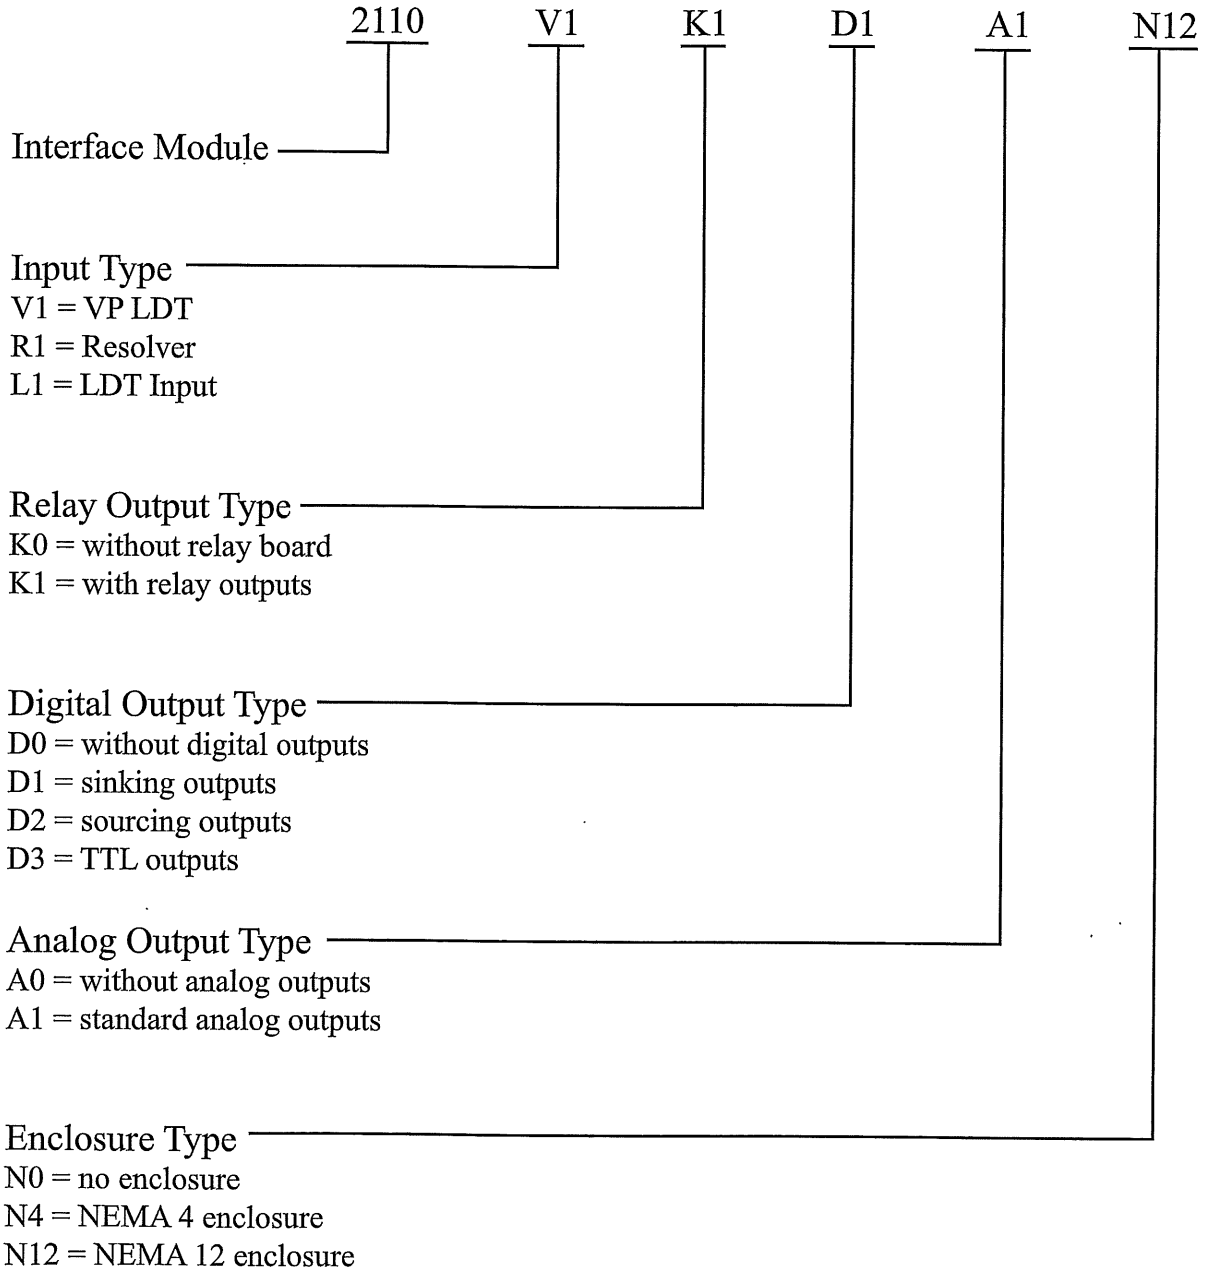 2110 V1 K1 D1 A1 N12
Interface Module
Input Type
V1 = VP LDT
R1 = Resolver
L1 = LDT Input
Relay Output Type
K0 = without relay board
K1 = with relay outputs
Digital Output Type
D0 = without digital outputs
D1 = sinking outputs
D2 = sourcing outputs
D3 = TTL outputs
Analog Output Type
A0 = without analog outputs
A1 = standard analog outputs
Enclosure Type
N0 = no enclosure
N4 = NEMA 4 enclosure
N12 = NEMA 12 enclosure